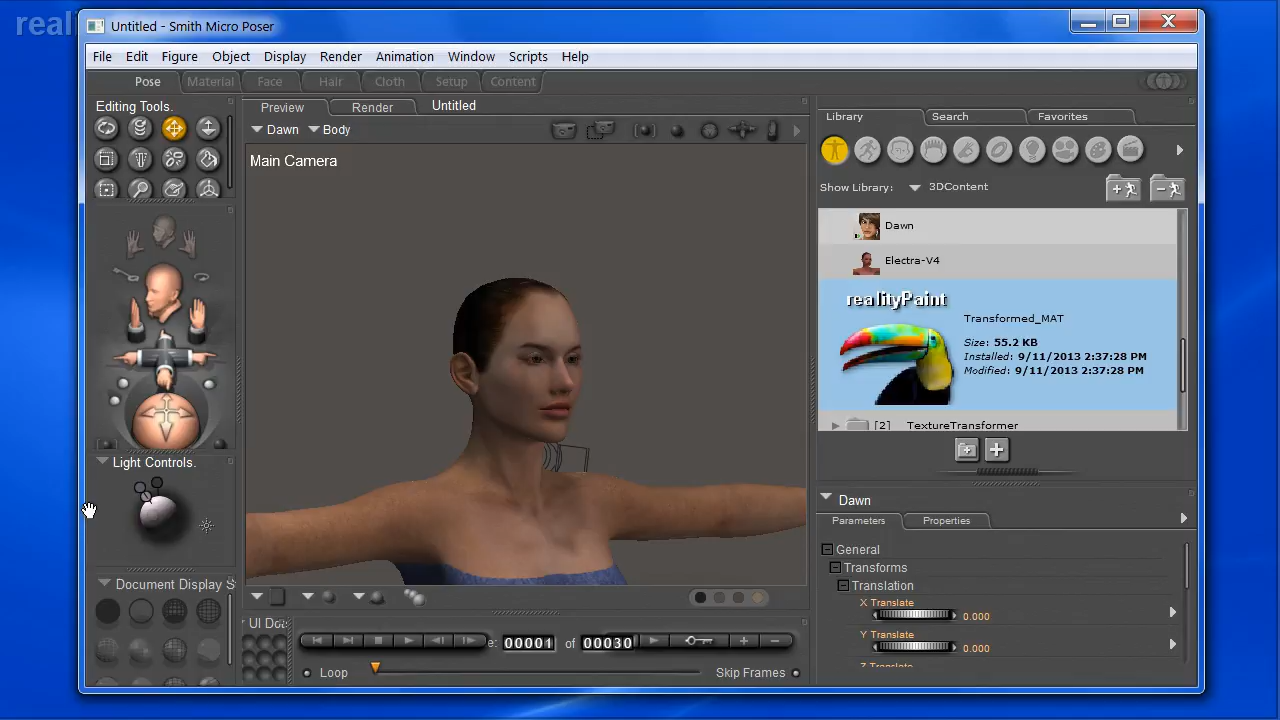 reali
Untitled - Smith Micro Poser
File Edit Figure Object Display Render Animation Window Scripts Help
Pose Material Face Hair Cloth Setup Content
Editing Tools.
Preview Render Untitled
Dawn Body
Main Camera
Light Controls.
Document Display S
UI Do
: 00001 of 00030
Loop
Skip Frames
Library Search Favorites
Show Library: 3DContent
Dawn
Electra-V4
realityPaint
Transformed_MAT
Size: 55.2 KB
Installed: 9/11/2013 2:37:28 PM
Modified: 9/11/2013 2:37:28 PM
[2] TextureTransformer
Dawn
Parameters Properties
General
Transforms
Translation
X Translate
0.000
Y Translate
0.000